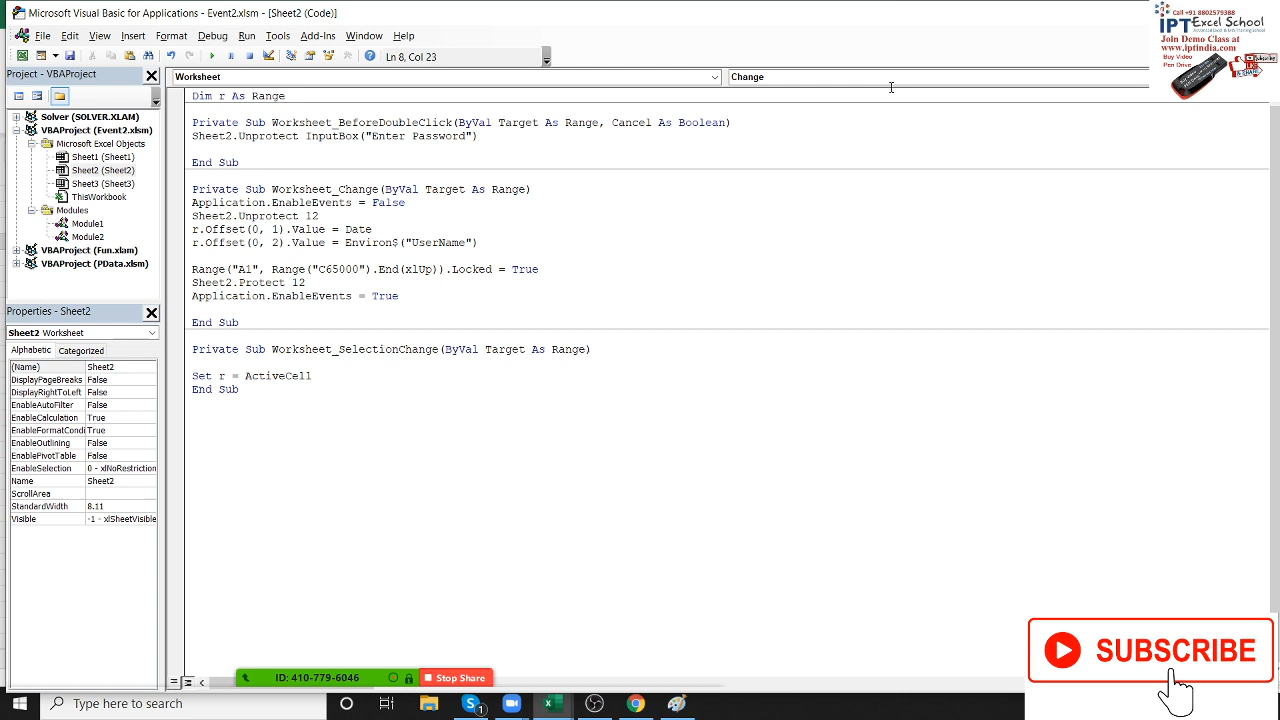 Microsoft Visual Basic for Applications - Event2.xlsm - [Sheet2 (Code)]
File Edit View Insert Format Debug Run Tools Add-Ins Window Help
Ln 8, Col 23
Project - VBAProject
Solver (SOLVER.XLAM)
VBAProject (Event2.xlsm)
Microsoft Excel Objects
Sheet1 (Sheet1)
Sheet2 (Sheet2)
Sheet3 (Sheet3)
ThisWorkbook
Modules
Module1
Module2
VBAProject (Fun.xlam)
VBAProject (PData.xlam)
Properties - Sheet2
Sheet2 Worksheet
Alphabetic Categorized
(Name) Sheet2
DisplayPageBreaks False
DisplayRightToLeft False
EnableAutoFilter False
EnableCalculation True
EnableFormatCondi True
EnableOutlining False
EnablePivotTable False
EnableSelection 0 - xlNoRestriction
Name Sheet2
ScrollArea
StandardWidth 8.11
Visible -1 - xlSheetVisible
Worksheet Change
Dim r As Range
Private Sub Worksheet_BeforeDoubleClick(ByVal Target As Range, Cancel As Boolean)
Sheet2.Unprotect InputBox("Enter Password")
End Sub
Private Sub Worksheet_Change(ByVal Target As Range)
Application.EnableEvents = False
Sheet2.Unprotect 12
r.Offset(0, 1).Value = Date
r.Offset(0, 2).Value = Environ$("UserName")
Range("A1", Range("C65000").End(xlUp)).Locked = True
Sheet2.Protect 12
Application.EnableEvents = True
End Sub
Private Sub Worksheet_SelectionChange(ByVal Target As Range)
Set r = ActiveCell
End Sub
Call +91 8802579388
IPT Excel School
Join Demo Class at
www.iptindia.com
Buy Video
Pen Drive
SUBSCRIBE
ID: 410-779-6046 Stop Share
Type here to search